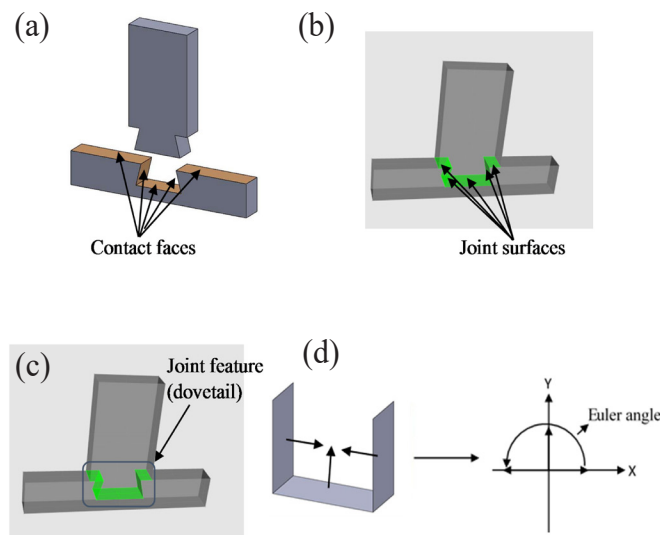 (a)
Contact faces
(b)
Joint surfaces
(c)
Joint feature
(dovetail)
(d)
Y
Euler angle
X